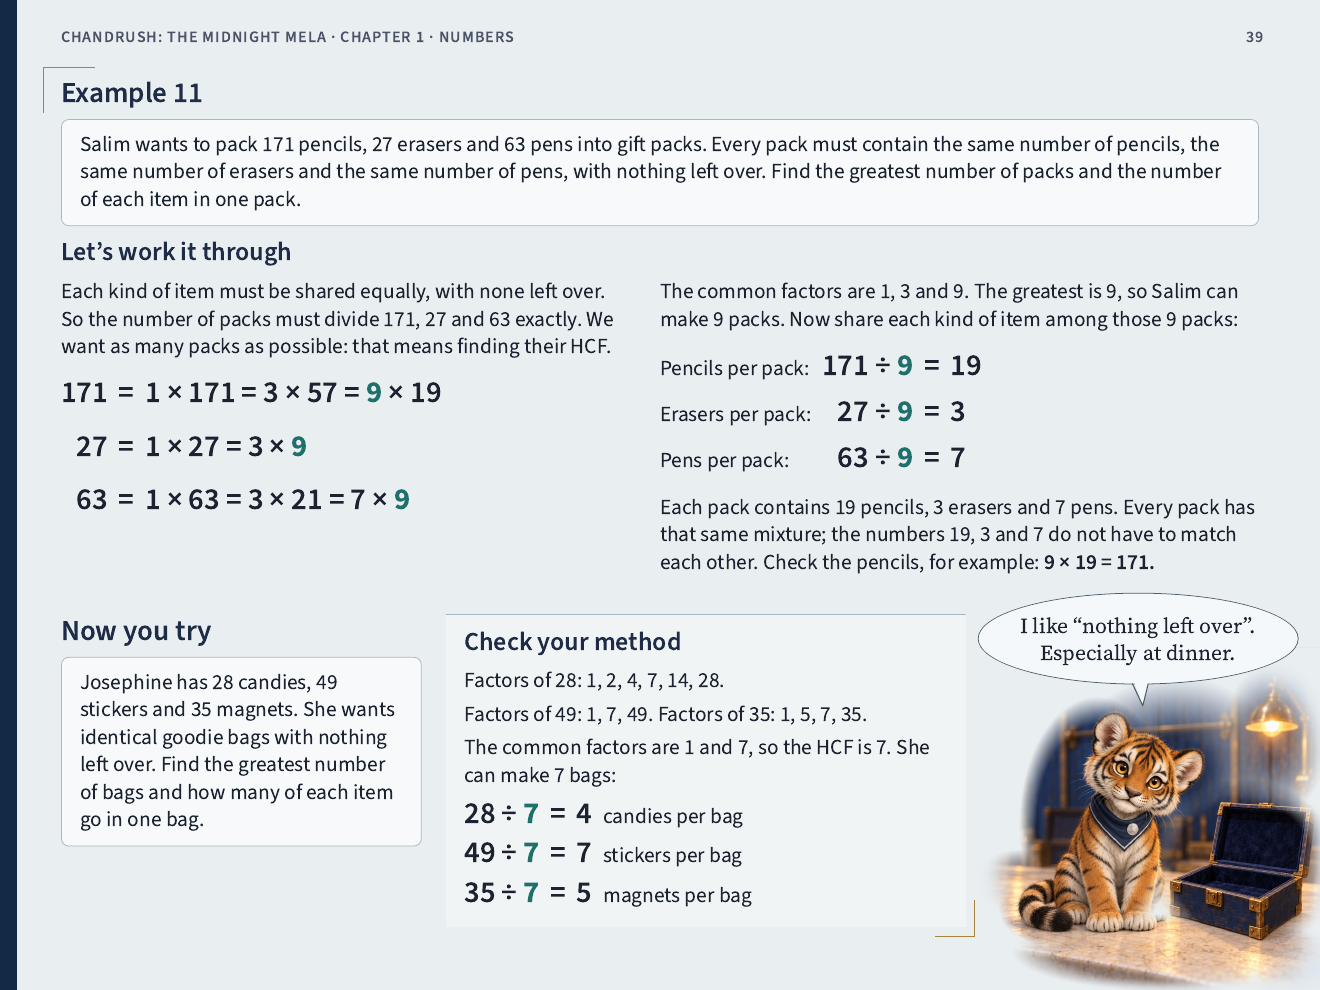 CHANDRUSH: THE MIDNIGHT MELA · CHAPTER 1 · NUMBERS
39
Example 11
Salim wants to pack 171 pencils, 27 erasers and 63 pens into gift packs. Every pack must contain the same number of pencils, the
same number of erasers and the same number of pens, with nothing left over. Find the greatest number of packs and the number
of each item in one pack.
Let’s work it through
Each kind of item must be shared equally, with none left over.
So the number of packs must divide 171, 27 and 63 exactly. We
want as many packs as possible: that means finding their HCF.
171 = 1 × 171 = 3 × 57 = 9 × 19
27 = 1 × 27 = 3 × 9
63 = 1 × 63 = 3 × 21 = 7 × 9
The common factors are 1, 3 and 9. The greatest is 9, so Salim can
make 9 packs. Now share each kind of item among those 9 packs:
Pencils per pack: 171 ÷ 9 = 19
Erasers per pack: 27 ÷ 9 = 3
Pens per pack: 63 ÷ 9 = 7
Each pack contains 19 pencils, 3 erasers and 7 pens. Every pack has
that same mixture; the numbers 19, 3 and 7 do not have to match
each other. Check the pencils, for example: 9 × 19 = 171.
Now you try
Josephine has 28 candies, 49
stickers and 35 magnets. She wants
identical goodie bags with nothing
left over. Find the greatest number
of bags and how many of each item
go in one bag.
Check your method
Factors of 28: 1, 2, 4, 7, 14, 28.
Factors of 49: 1, 7, 49. Factors of 35: 1, 5, 7, 35.
The common factors are 1 and 7, so the HCF is 7. She
can make 7 bags:
28 ÷ 7 = 4 candies per bag
49 ÷ 7 = 7 stickers per bag
35 ÷ 7 = 5 magnets per bag
I like “nothing left over”.
Especially at dinner.